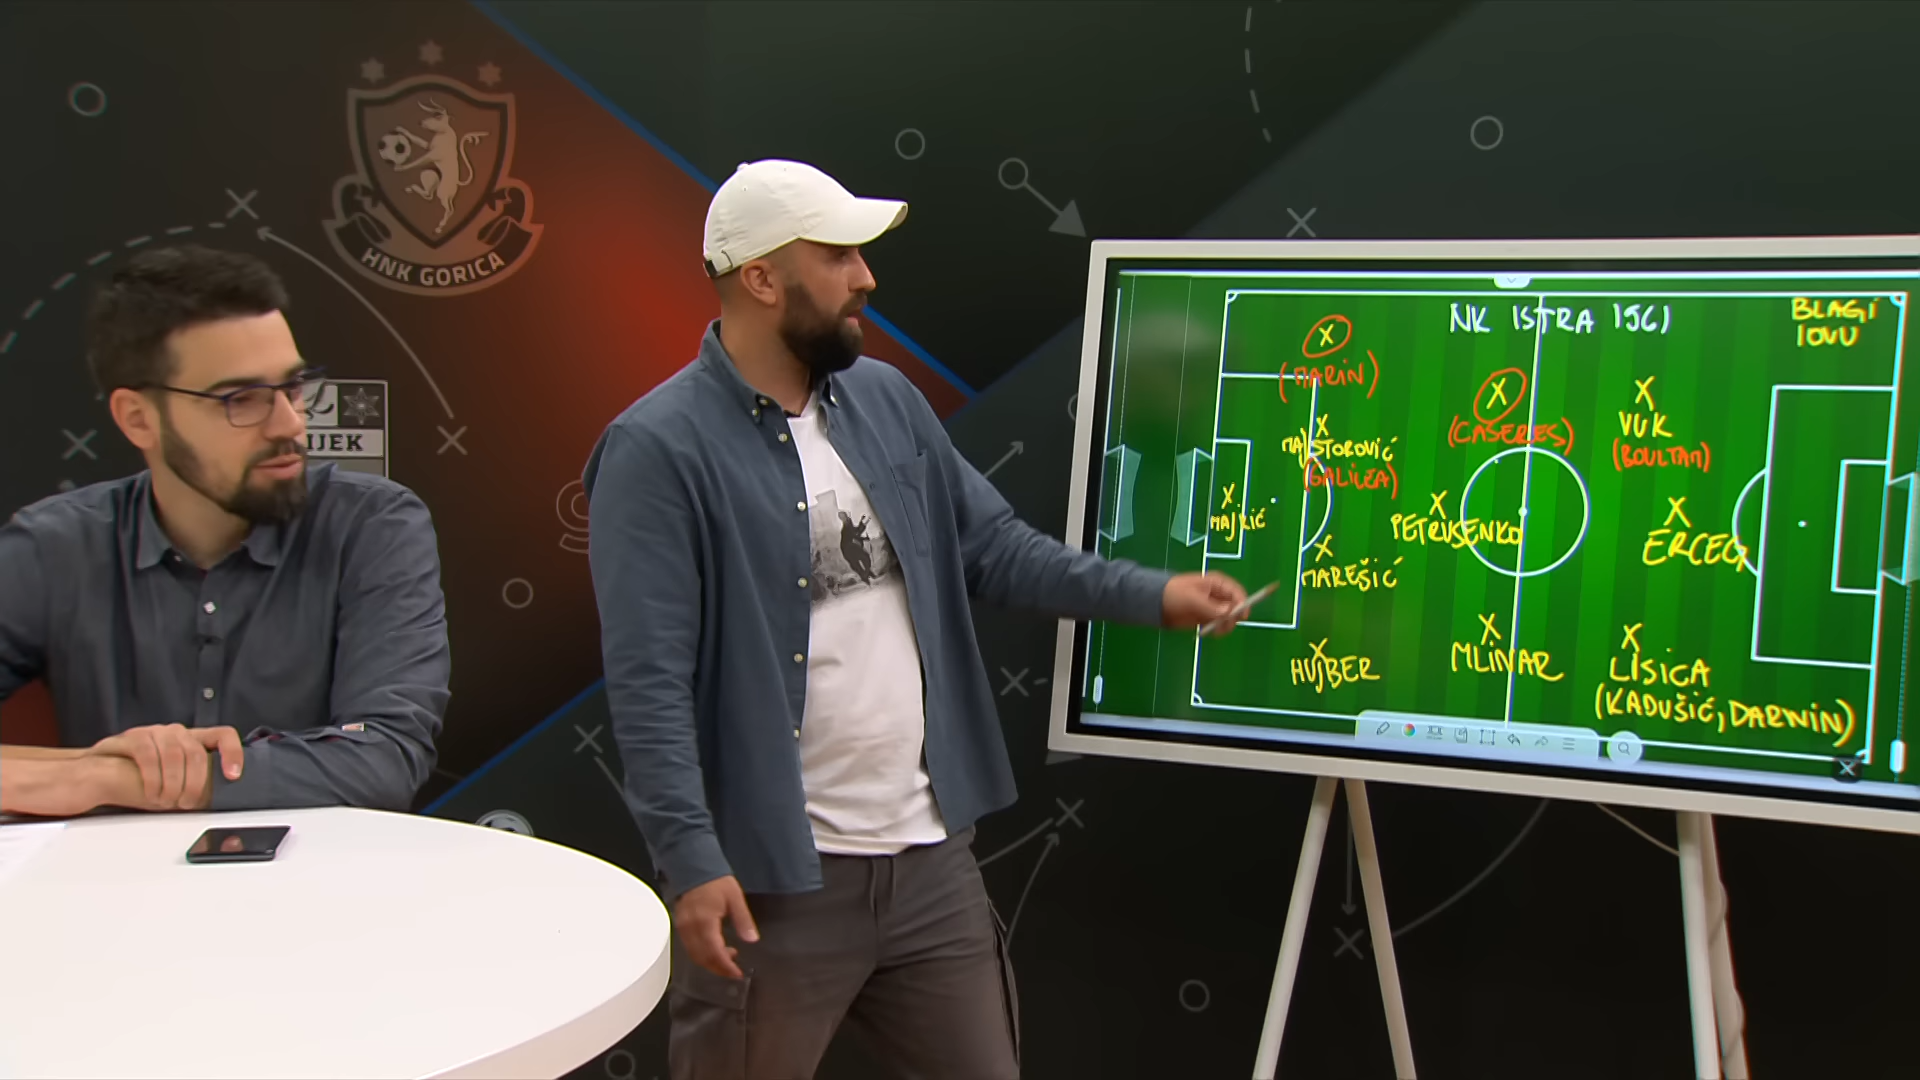 HNK GORICA
IJEK
NK ISTRA 1961
BLAGI
IOVU
X
(MARIN)
X
(CASERES)
X
VUK
(BOULTAM)
X
MAJSTOROVIĆ
(GALILEA)
X
MAJKIĆ
X
PETRUSENKO
X
ERCEG
X
MAREŠIĆ
X
HUJBER
X
MLINAR
X
LISICA
(KADUŠIĆ, DARWIN)